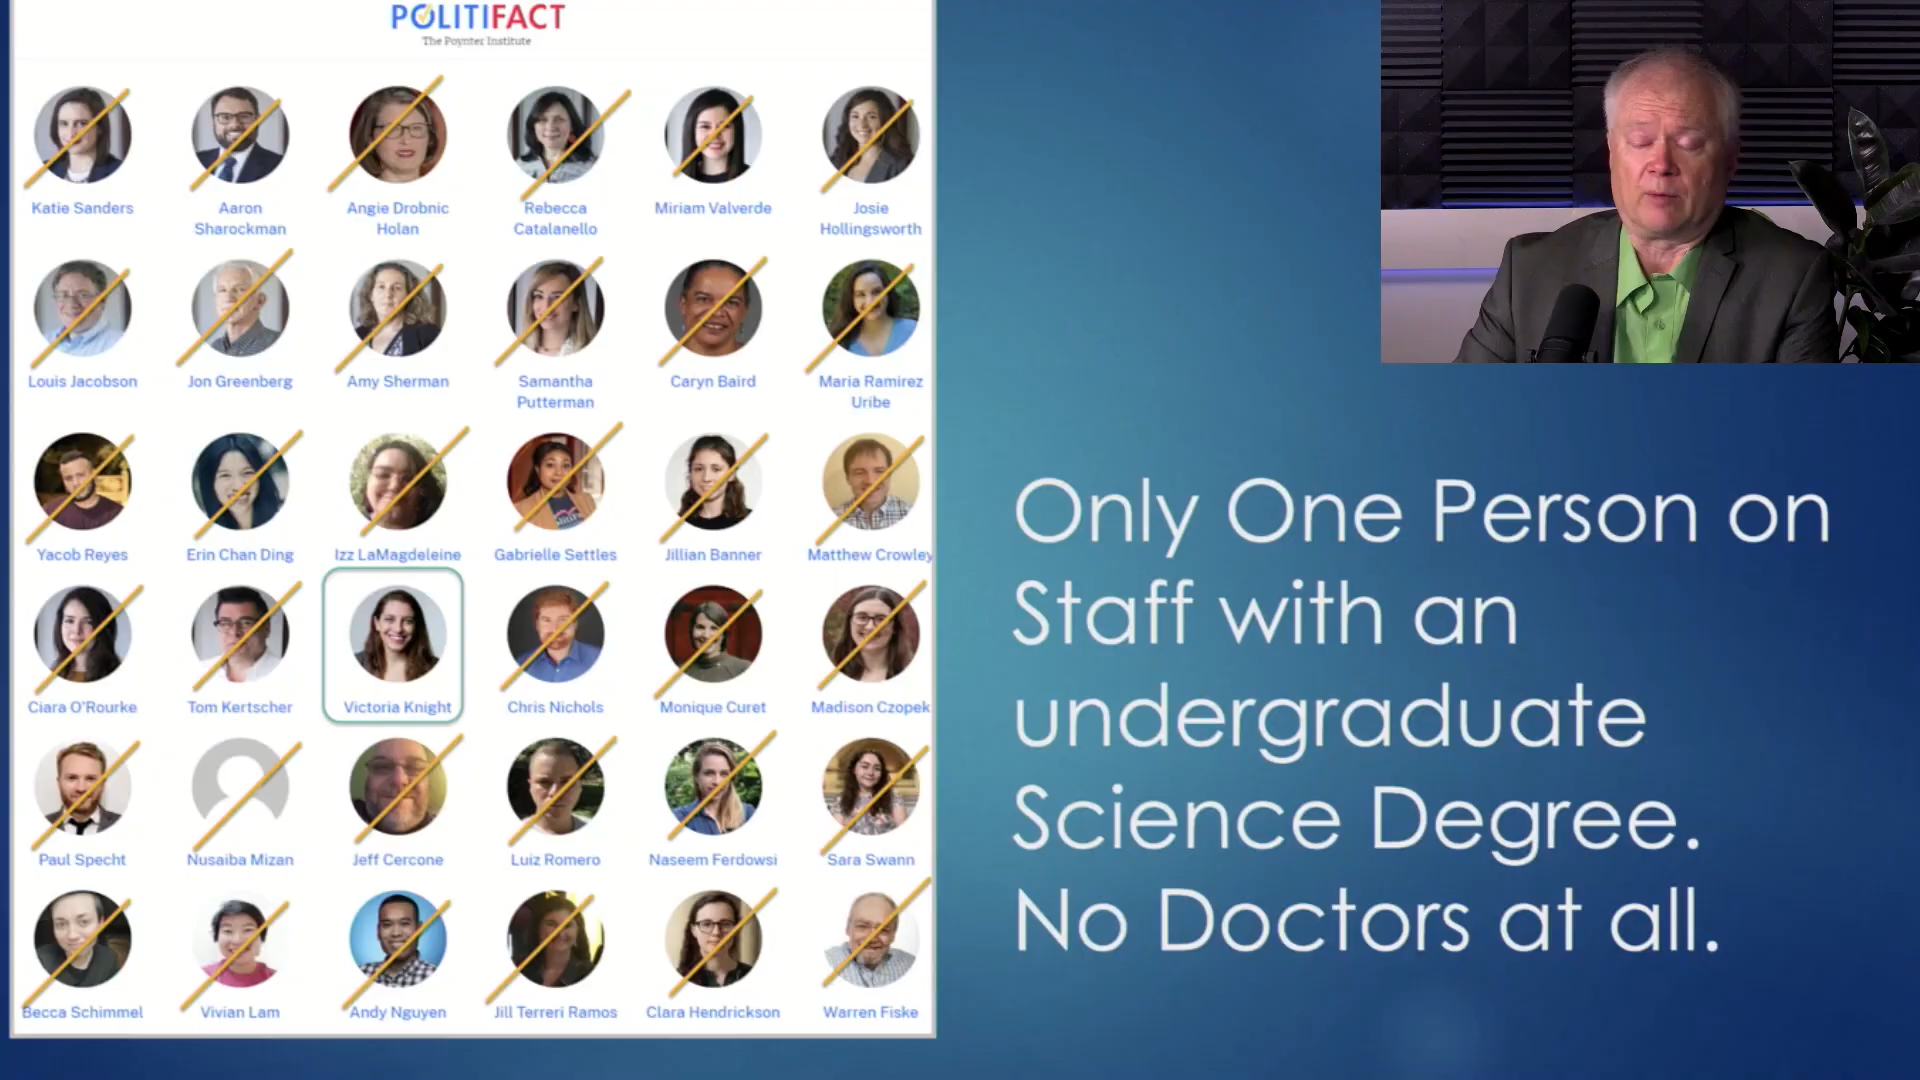 POLITIFACT
The Poynter Institute
Katie Sanders
Aaron
Sharockman
Angie Drobnic
Holan
Rebecca
Catalanello
Miriam Valverde
Josie
Hollingsworth
Louis Jacobson
Jon Greenberg
Amy Sherman
Samantha
Putterman
Caryn Baird
Maria Ramirez
Uribe
Yacob Reyes
Erin Chan Ding
Izz LaMagdeleine
Gabrielle Settles
Jillian Banner
Matthew Crowley
Ciara O'Rourke
Tom Kertscher
Victoria Knight
Chris Nichols
Monique Curet
Madison Czopek
Paul Specht
Nusaiba Mizan
Jeff Cercone
Luiz Romero
Naseem Ferdowsi
Sara Swann
Becca Schimmel
Vivian Lam
Andy Nguyen
Jill Terreri Ramos
Clara Hendrickson
Warren Fiske
Only One Person on
Staff with an
undergraduate
Science Degree.
No Doctors at all.